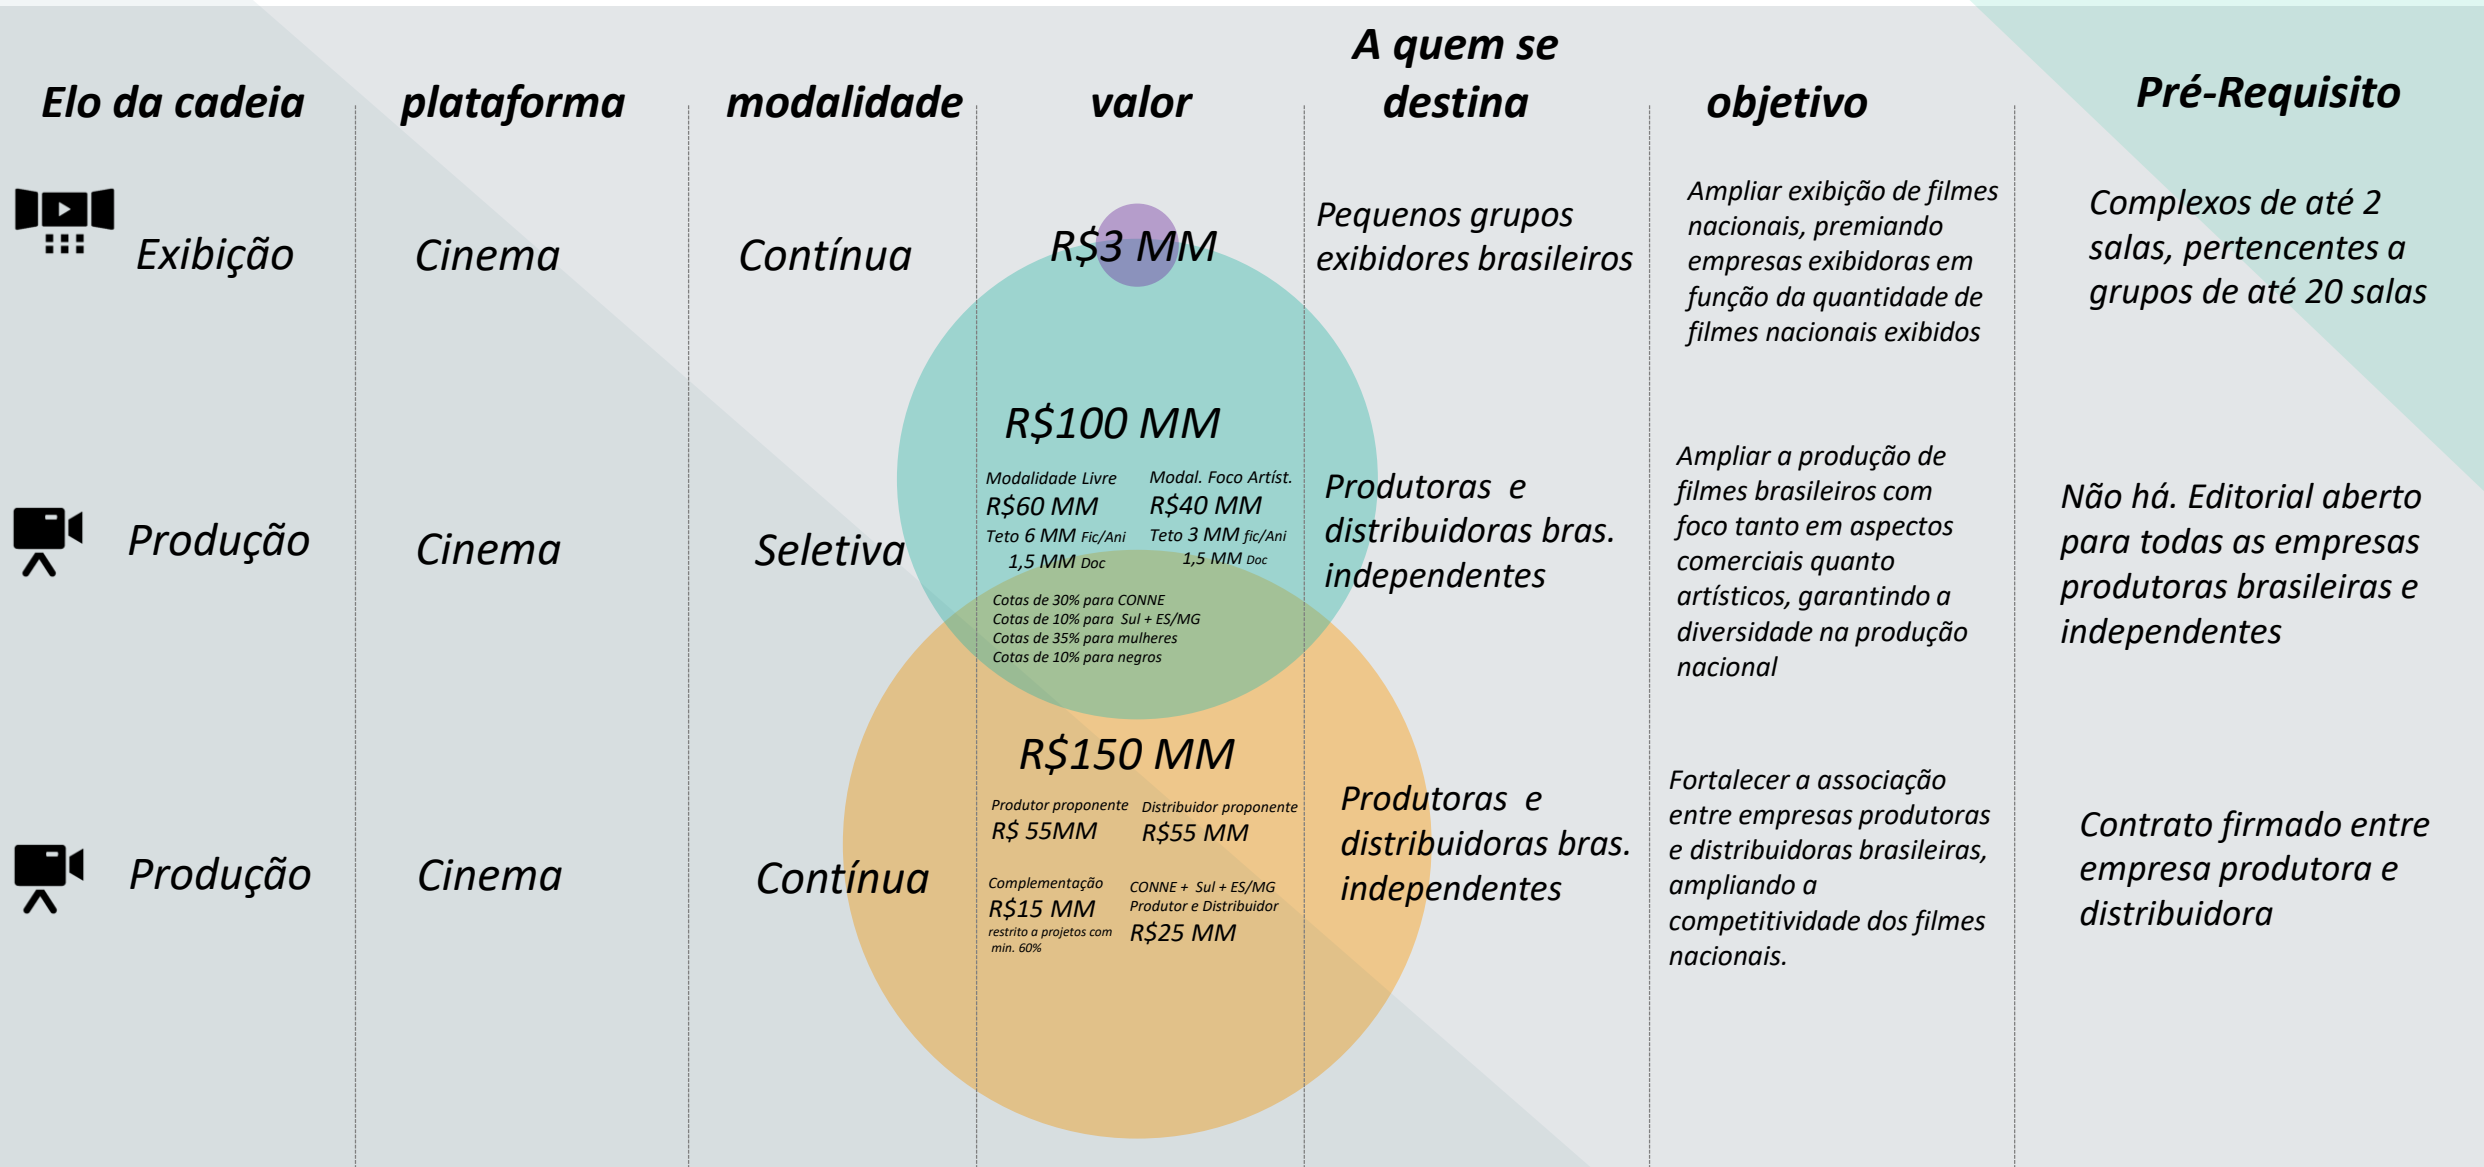 Elo da cadeia
plataforma
modalidade
valor
A quem se
destina
objetivo
Pré-Requisito
Exibição
Cinema
Contínua
R$3 MM
Pequenos grupos
exibidores brasileiros
Ampliar exibição de filmes
nacionais, premiando
empresas exibidoras em
função da quantidade de
filmes nacionais exibidos
Complexos de até 2
salas, pertencentes a
grupos de até 20 salas
Produção
Cinema
Seletiva
R$100 MM
Modalidade Livre
R$60 MM
Teto 6 MM Fic/Ani
1,5 MM Doc
Modal. Foco Artíst.
R$40 MM
Teto 3 MM fic/Ani
1,5 MM Doc
Cotas de 30% para CONNE
Cotas de 10% para Sul + ES/MG
Cotas de 35% para mulheres
Cotas de 10% para negros
Produtoras e
distribuidoras bras.
independentes
Ampliar a produção de
filmes brasileiros com
foco tanto em aspectos
comerciais quanto
artísticos, garantindo a
diversidade na produção
nacional
Não há. Editorial aberto
para todas as empresas
produtoras brasileiras e
independentes
Produção
Cinema
Contínua
R$150 MM
Produtor proponente
R$ 55MM
Distribuidor proponente
R$55 MM
Complementação
R$15 MM
restrito a projetos com
min. 60%
CONNE + Sul + ES/MG
Produtor e Distribuidor
R$25 MM
Produtoras e
distribuidoras bras.
independentes
Fortalecer a associação
entre empresas produtoras
e distribuidoras brasileiras,
ampliando a
competitividade dos filmes
nacionais.
Contrato firmado entre
empresa produtora e
distribuidora